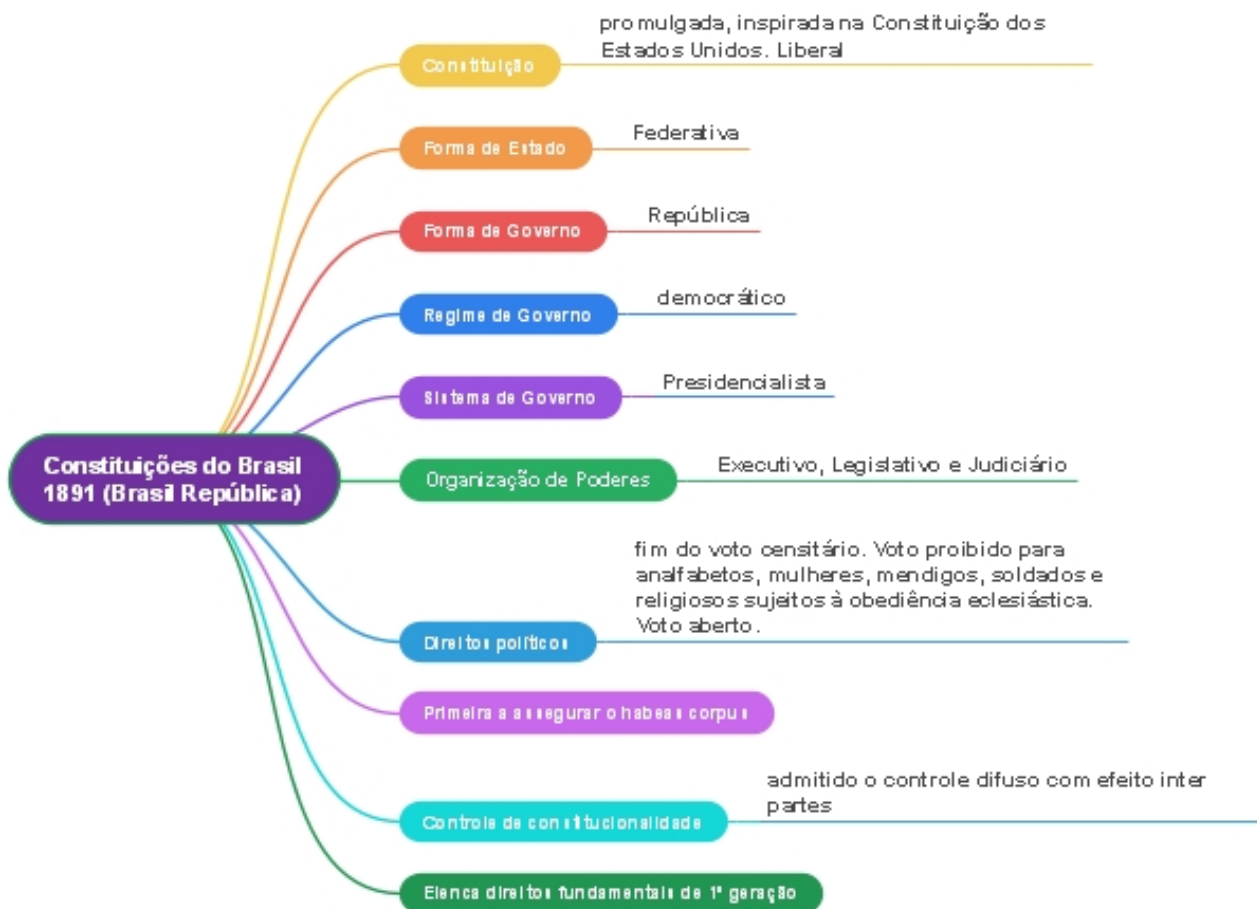 promulgada, inspirada na Constituição dos
Estados Unidos. Liberal
Constituição
Federativa
Forma de Estado
República
Forma de Governo
democrático
Regime de Governo
Presidencialista
Sistema de Governo
Constituições do Brasil
1891 (Brasil República)
Executivo, Legislativo e Judiciário
Organização de Poderes
fim do voto censitário. Voto proibido para
analfabetos, mulheres, mendigos, soldados e
religiosos sujeitos à obediência eclesiástica.
Voto aberto.
Direitos políticos
Primeira a assegurar o habeas corpus
admitido o controle difuso com efeito inter
partes
Controle de constitucionalidade
Elenca direitos fundamentais de 1ª geração